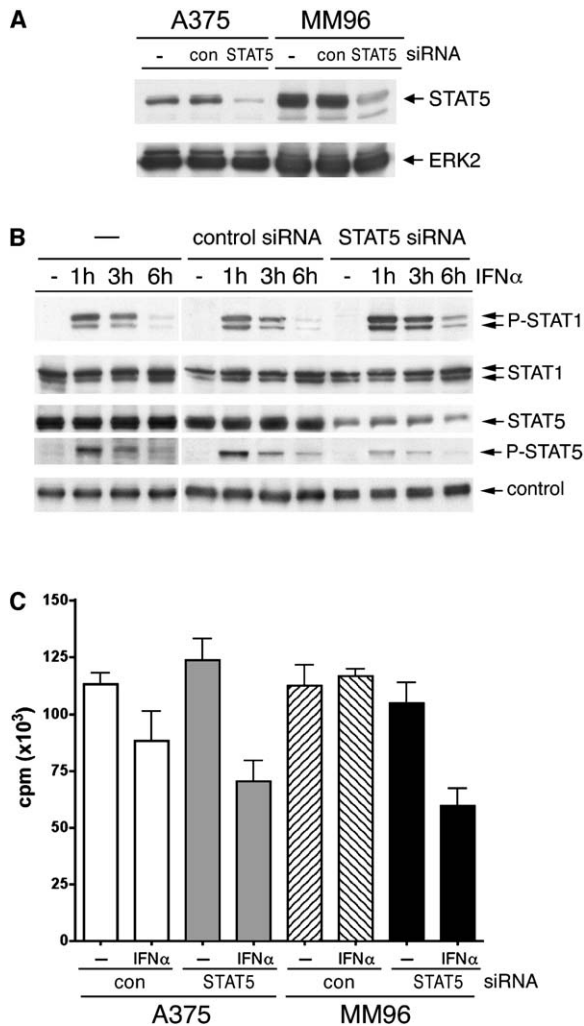 A
A375 MM96
- con STAT5 - con STAT5 siRNA
STAT5
ERK2
B
— control siRNA STAT5 siRNA
- 1h 3h 6h - 1h 3h 6h - 1h 3h 6h IFNα
P-STAT1
STAT1
STAT5
P-STAT5
control
C
150
125
100
75
50
25
0
cpm (x10³)
– IFNα – IFNα – IFNα – IFNα
con STAT5 con STAT5 siRNA
A375 MM96